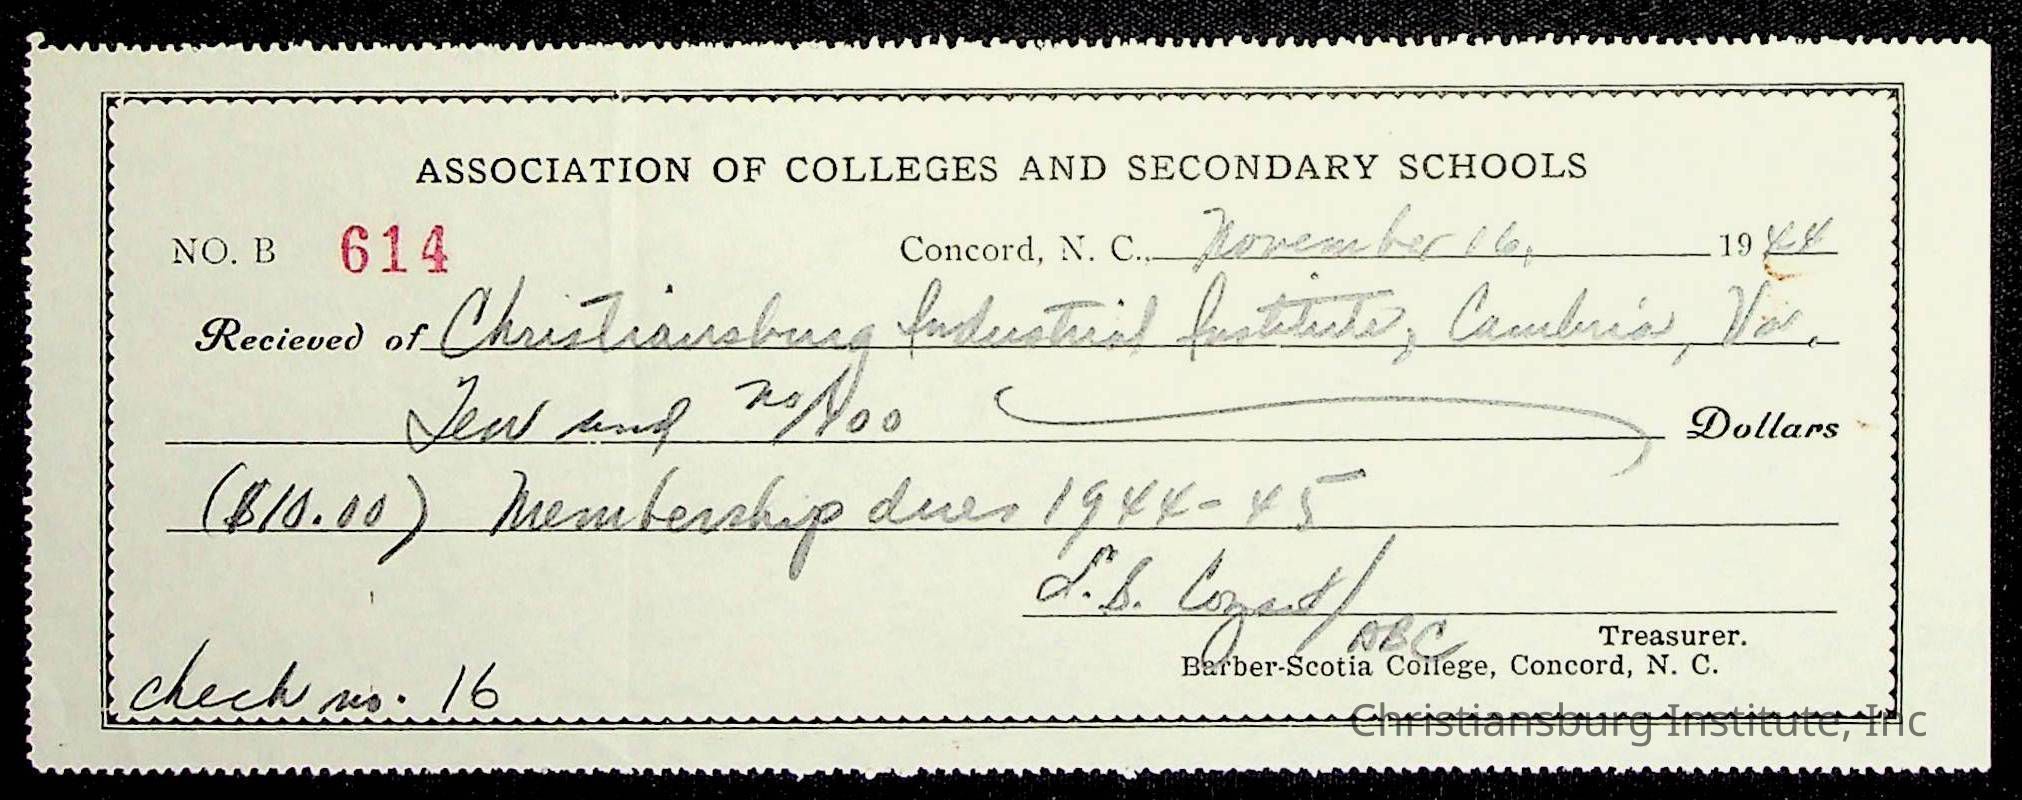 ASSOCIATION OF COLLEGES AND SECONDARY SCHOOLS
NO. B 614 Concord, N. C., November 16, 1944
Recieved of Christiansburg Industrial Institute, Cambria, Va.
Ten and no/100 Dollars
($10.00) Membership dues 1944-45
L. S. Cozart/ABC
Treasurer.
Barber-Scotia College, Concord, N. C.
check no. 16
Christiansburg Institute, Inc